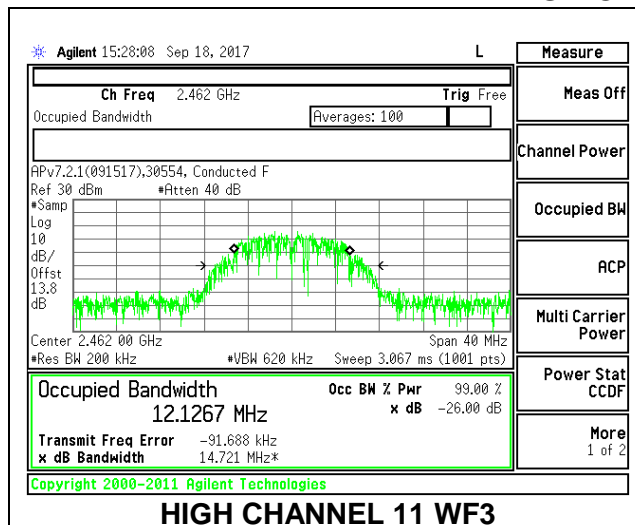 Agilent 15:28:08 Sep 18, 2017 L Measure
Ch Freq 2.462 GHz Trig Free
Meas Off
Occupied Bandwidth Averages: 100
Channel Power
APv7.2.1(091517),30554, Conducted F
Ref 30 dBm #Atten 40 dB
#Samp
Log
10
dB/
Offst
13.8
dB
Occupied BW
ACP
Multi Carrier
Power
Center 2.462 00 GHz Span 40 MHz
#Res BW 200 kHz #VBW 620 kHz Sweep 3.067 ms (1001 pts)
Power Stat
CCDF
Occupied Bandwidth Occ BW % Pwr 99.00 %
12.1267 MHz x dB -26.00 dB
Transmit Freq Error -91.688 kHz
x dB Bandwidth 14.721 MHz*
More
1 of 2
Copyright 2000-2011 Agilent Technologies
HIGH CHANNEL 11 WF3